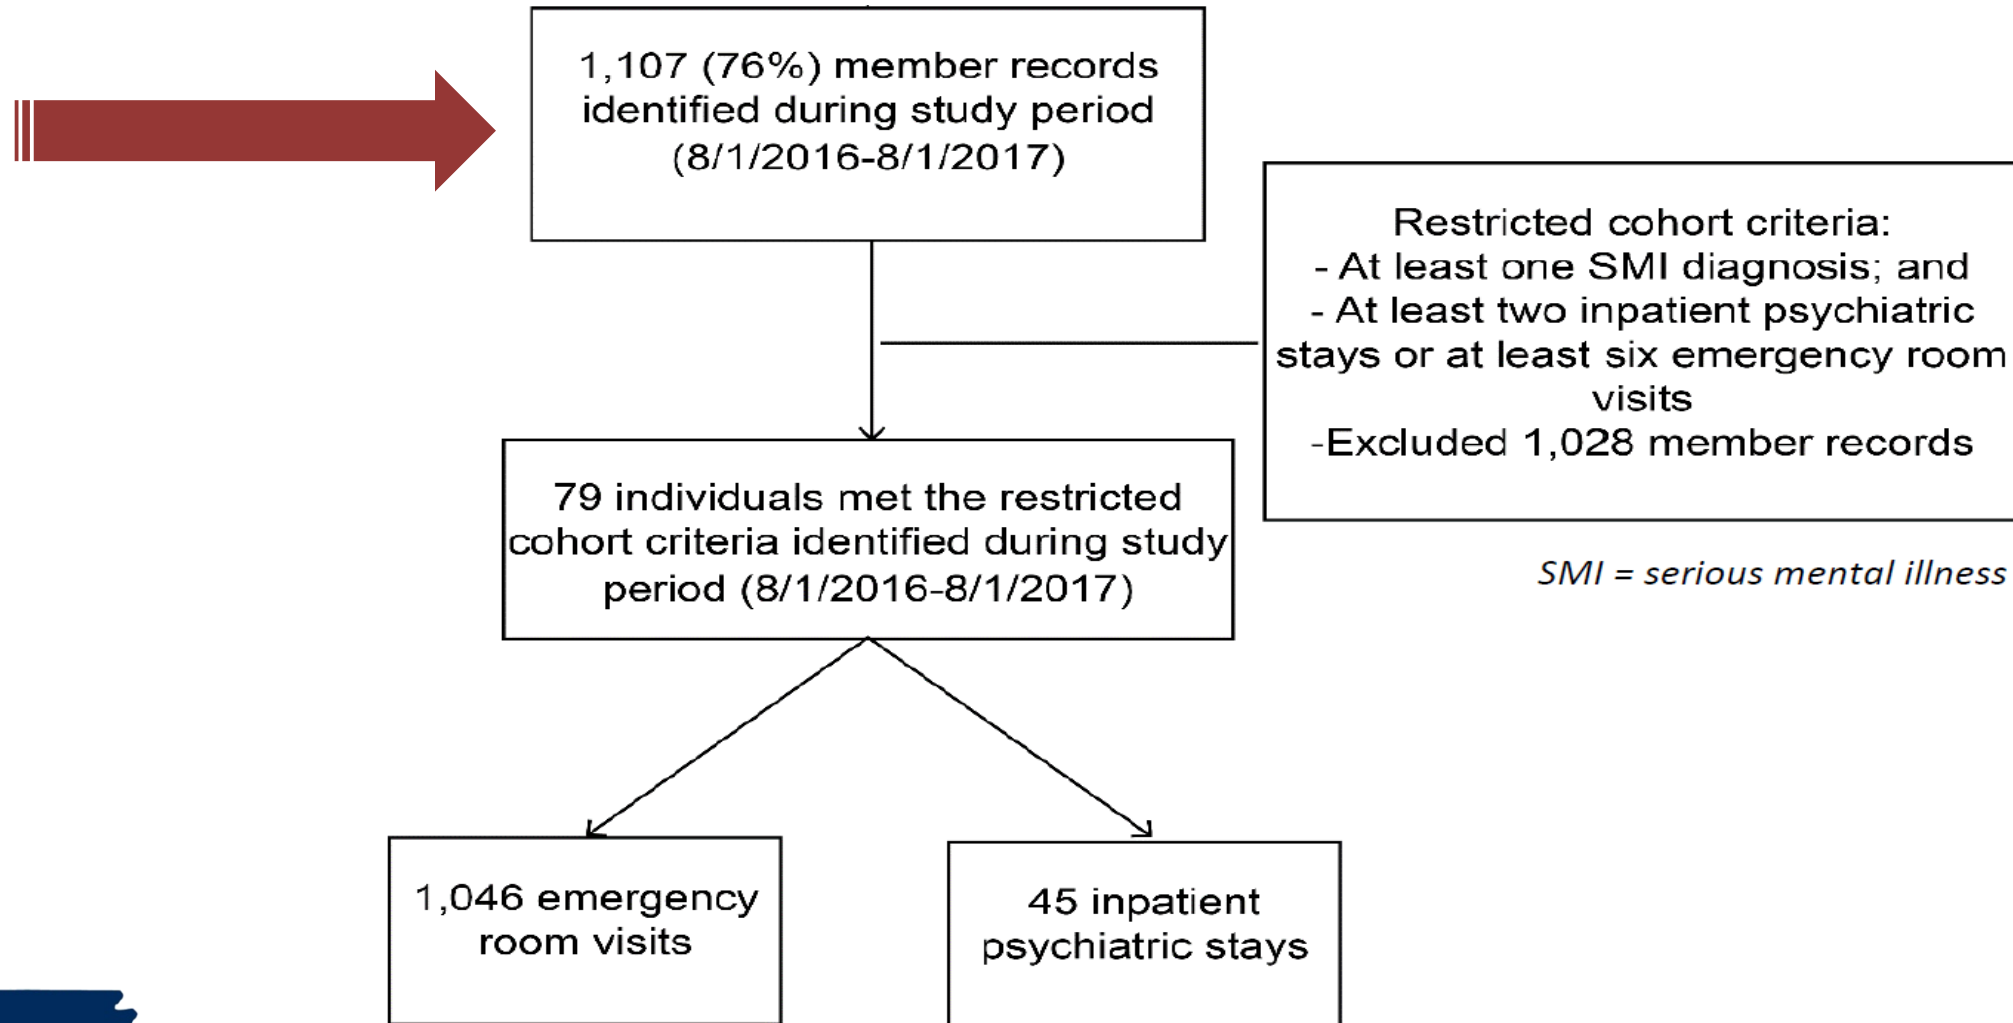 1,107 (76%) member records
identified during study period
(8/1/2016-8/1/2017)
Restricted cohort criteria:
- At least one SMI diagnosis; and
- At least two inpatient psychiatric
stays or at least six emergency room
visits
-Excluded 1,028 member records
79 individuals met the restricted
cohort criteria identified during study
period (8/1/2016-8/1/2017)
SMI = serious mental illness
1,046 emergency
room visits
45 inpatient
psychiatric stays